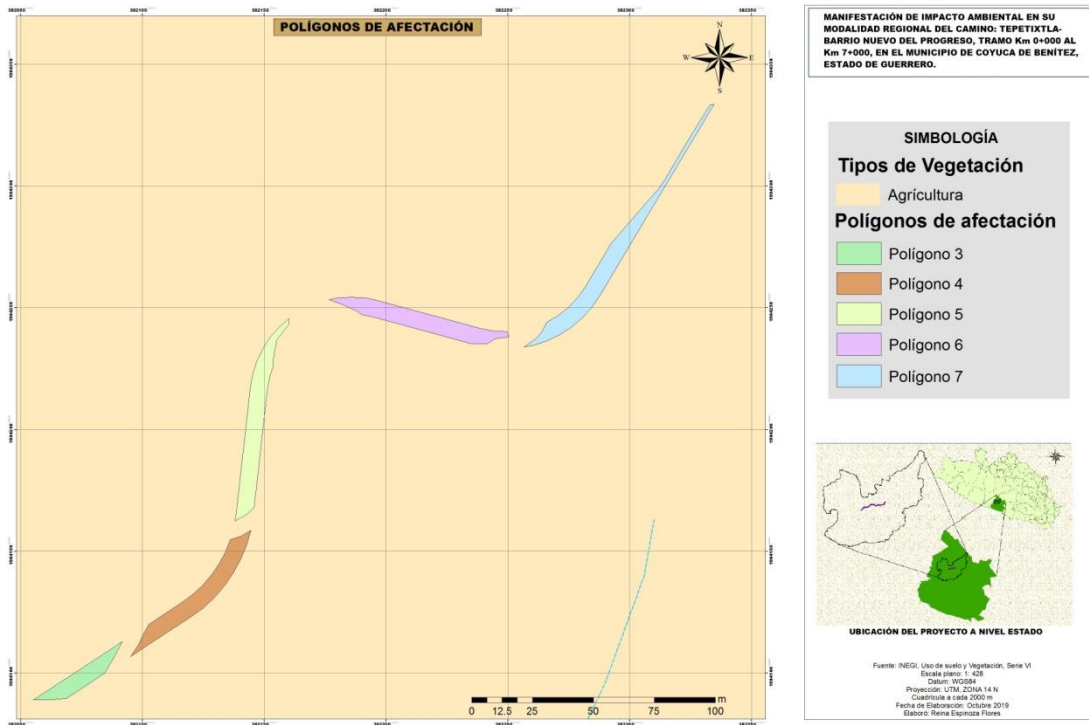 POLÍGONOS DE AFECTACIÓN
N
W
E
S
m
0 12.5 25 50 75 100
MANIFESTACIÓN DE IMPACTO AMBIENTAL EN SU
MODALIDAD REGIONAL DEL CAMINO: TEPETIXTLA-
BARRIO NUEVO DEL PROGRESO, TRAMO Km 0+000 AL
Km 7+000, EN EL MUNICIPIO DE COYUCA DE BENÍTEZ,
ESTADO DE GUERRERO.
SIMBOLOGÍA
Tipos de Vegetación
Agrícultura
Polígonos de afectación
Polígono 3
Polígono 4
Polígono 5
Polígono 6
Polígono 7
UBICACIÓN DEL PROYECTO A NIVEL ESTADO
Fuente: INEGI, Uso de suelo y Vegetación, Serie VI
Escala plano: 1: 428
Datum: WGS84
Proyección: UTM, ZONA 14 N
Cuadrícula a cada 2000 m
Fecha de Elaboración: Octubre 2019
Elaboró: Reina Espinoza Flores